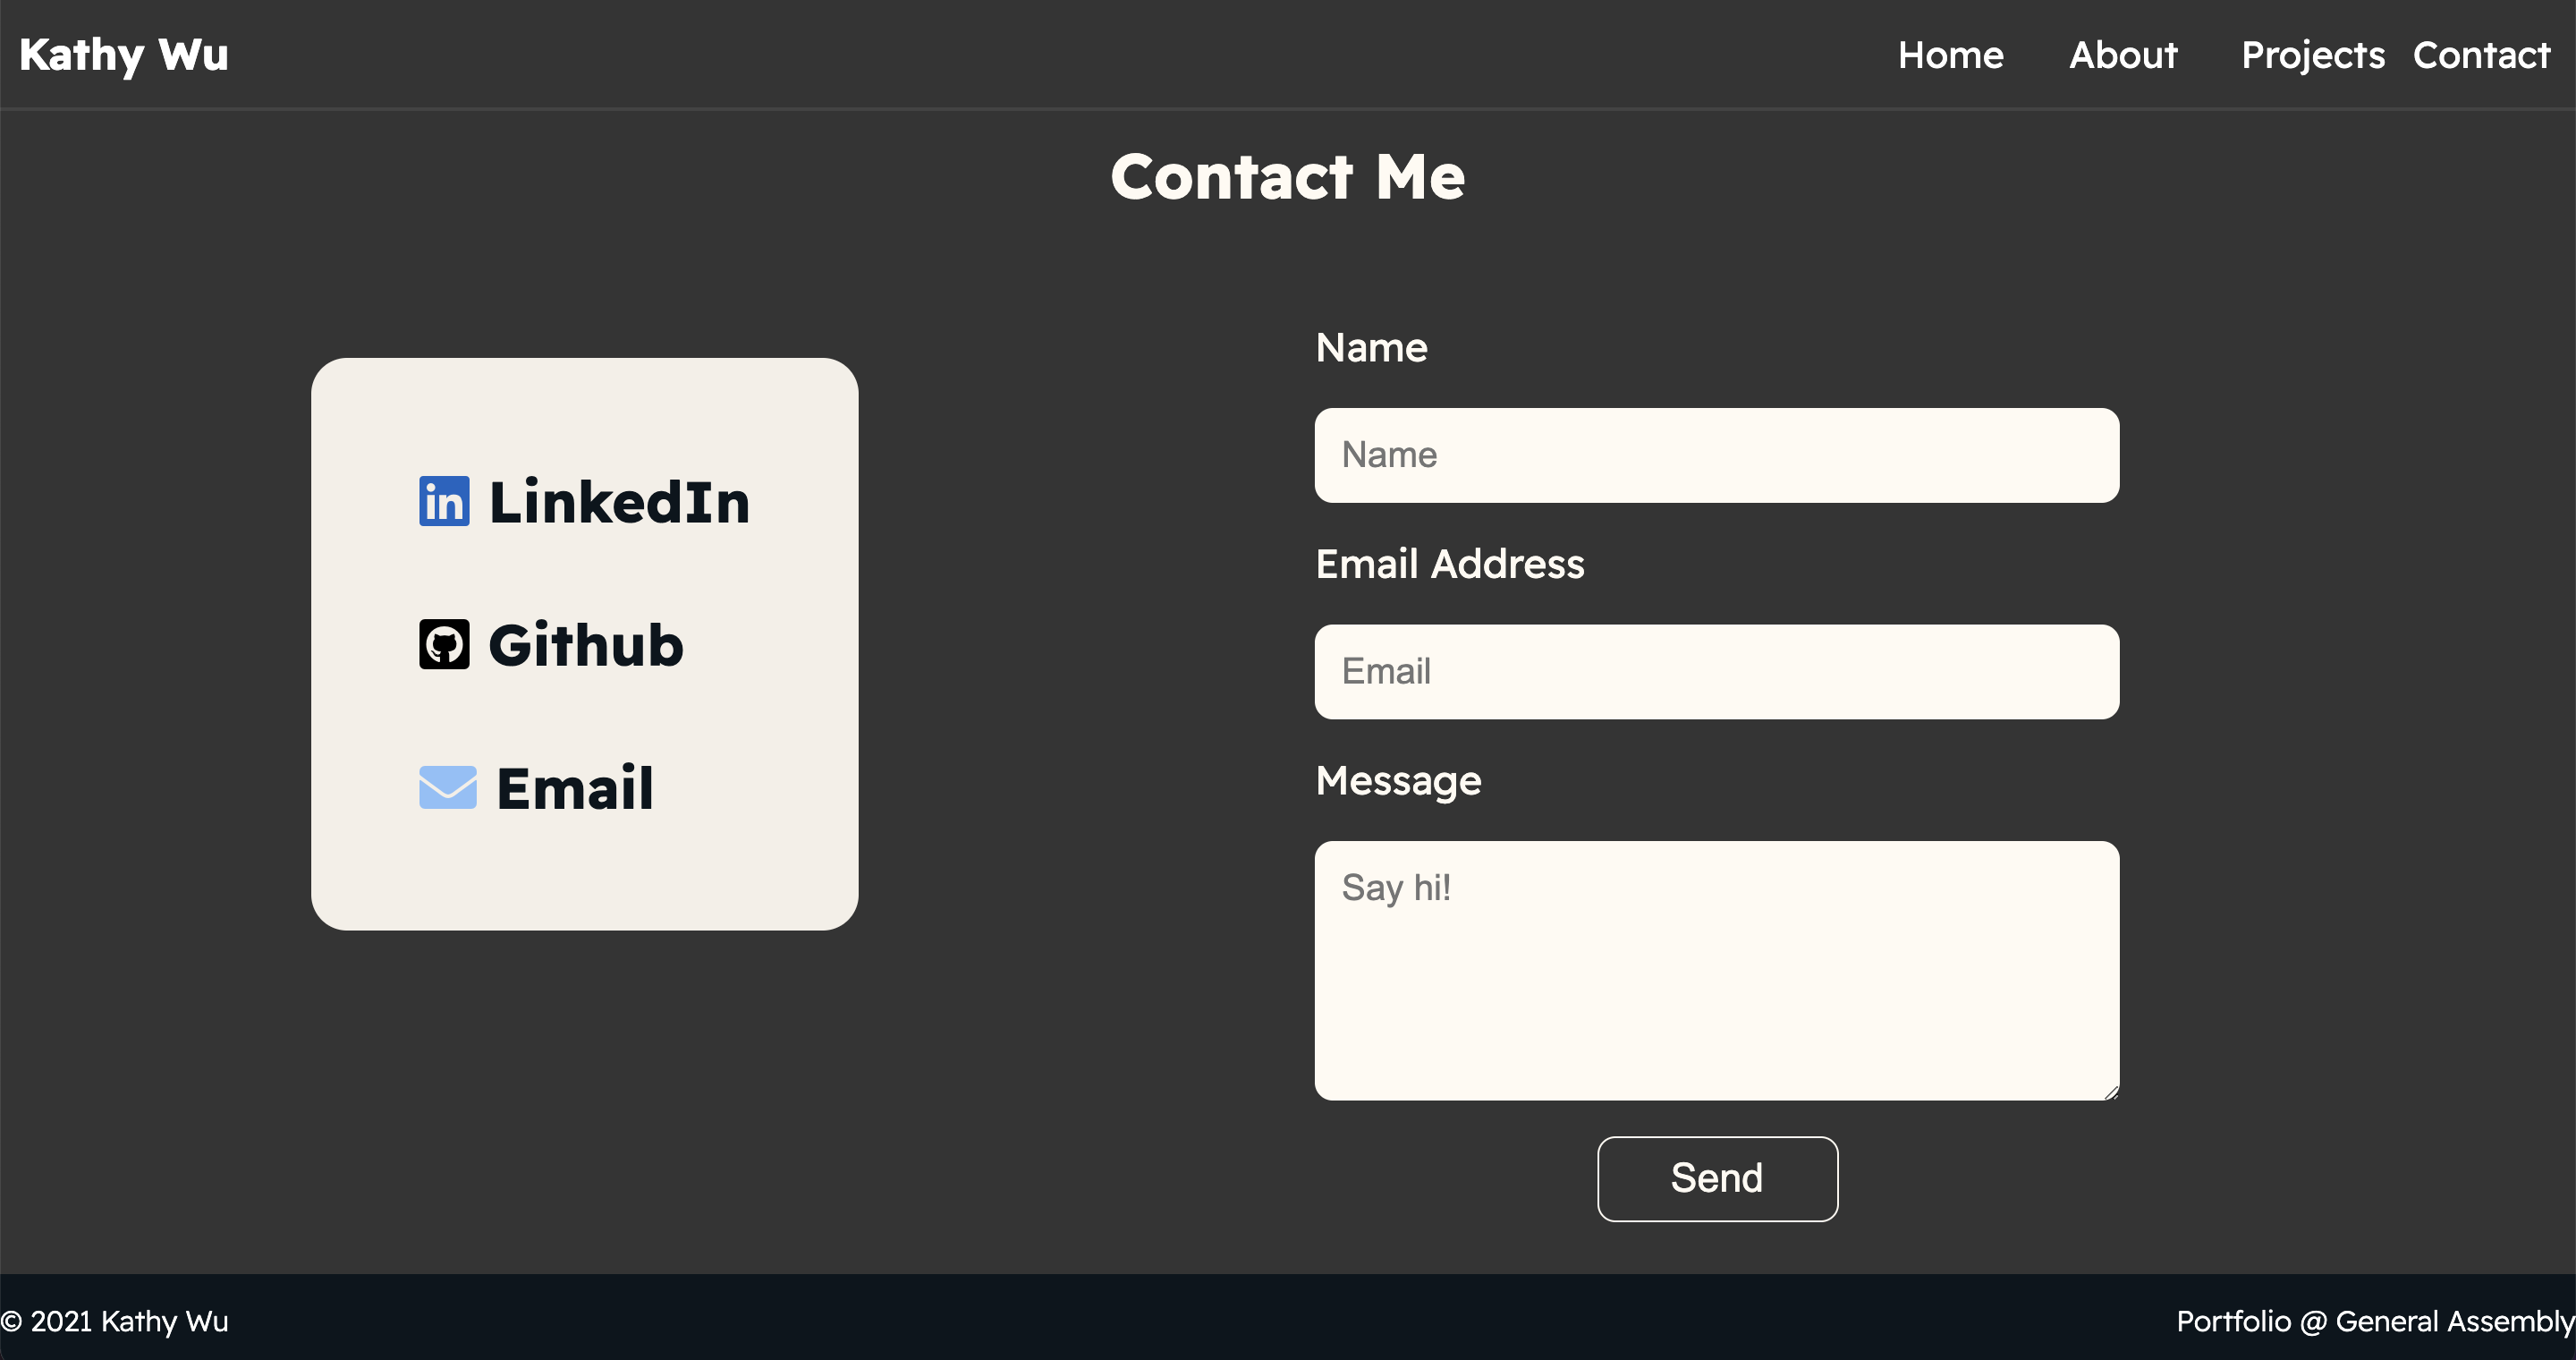 Kathy Wu
Home About Projects Contact
Contact Me
in LinkedIn
Github
Email
Name
Name
Email Address
Email
Message
Say hi!
Send
© 2021 Kathy Wu
Portfolio @ General Assembly